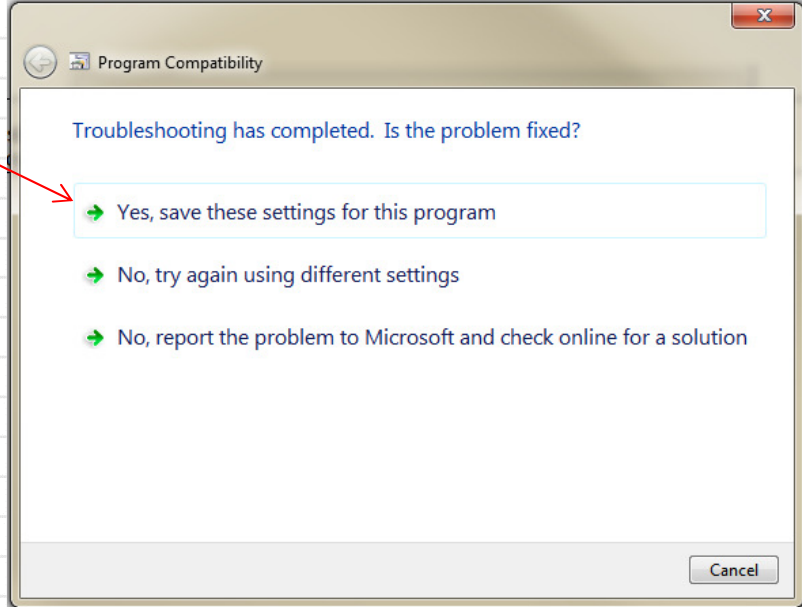 Program Compatibility
Troubleshooting has completed. Is the problem fixed?
Yes, save these settings for this program
No, try again using different settings
No, report the problem to Microsoft and check online for a solution
Cancel